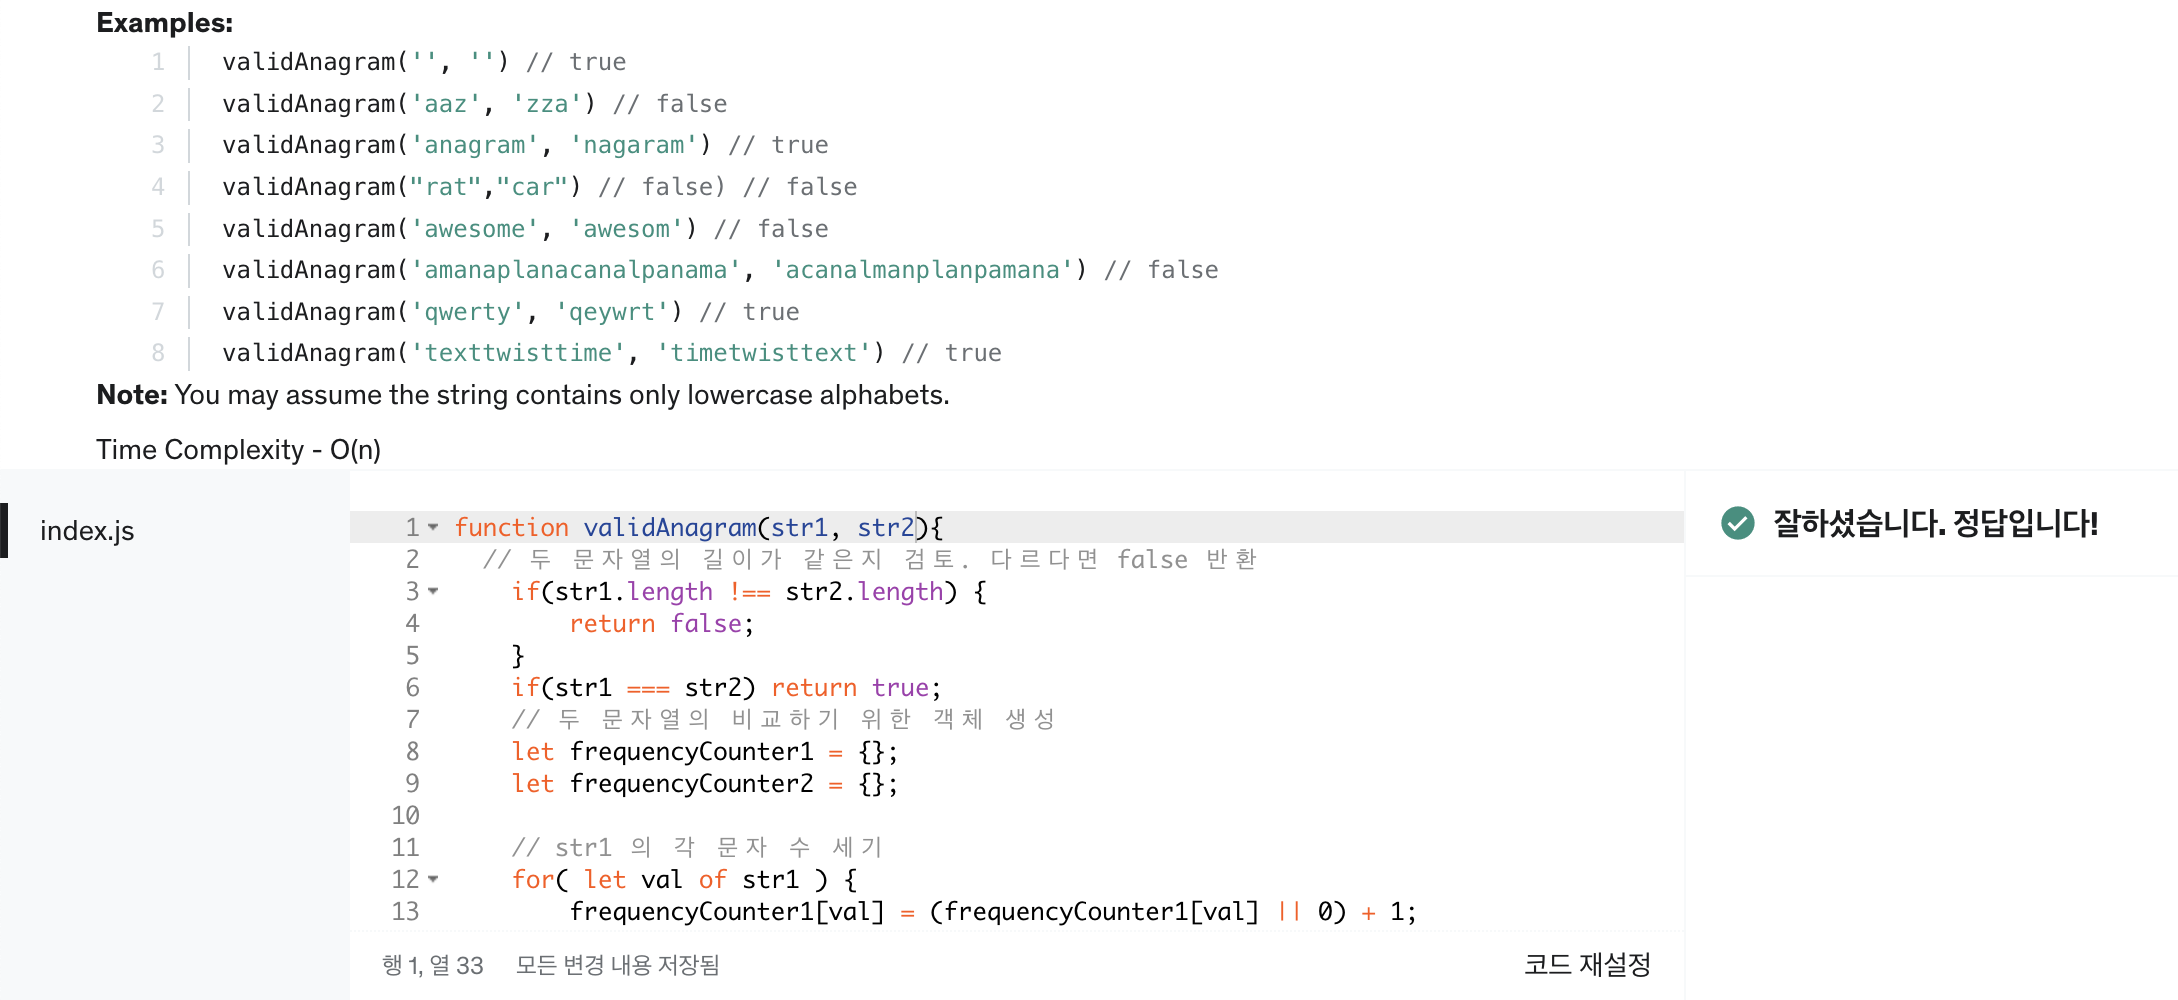 Examples:
1 validAnagram('', '') // true
2 validAnagram('aaz', 'zza') // false
3 validAnagram('anagram', 'nagaram') // true
4 validAnagram("rat","car") // false) // false
5 validAnagram('awesome', 'awesom') // false
6 validAnagram('amanaplanacanalpanama', 'acanalmanplanpamana') // false
7 validAnagram('qwerty', 'qeywrt') // true
8 validAnagram('texttwisttime', 'timetwisttext') // true
Note: You may assume the string contains only lowercase alphabets.
Time Complexity - O(n)
index.js
1 function validAnagram(str1, str2){
2 // 두 문자열의 길이가 같은지 검토. 다르다면 false 반환
3 if(str1.length !== str2.length) {
4 return false;
5 }
6 if(str1 === str2) return true;
7 // 두 문자열의 비교하기 위한 객체 생성
8 let frequencyCounter1 = {};
9 let frequencyCounter2 = {};
10
11 // str1 의 각 문자 수 세기
12 for( let val of str1 ) {
13 frequencyCounter1[val] = (frequencyCounter1[val] || 0) + 1;
행 1, 열 33 모든 변경 내용 저장됨
코드 재설정
잘하셨습니다. 정답입니다!